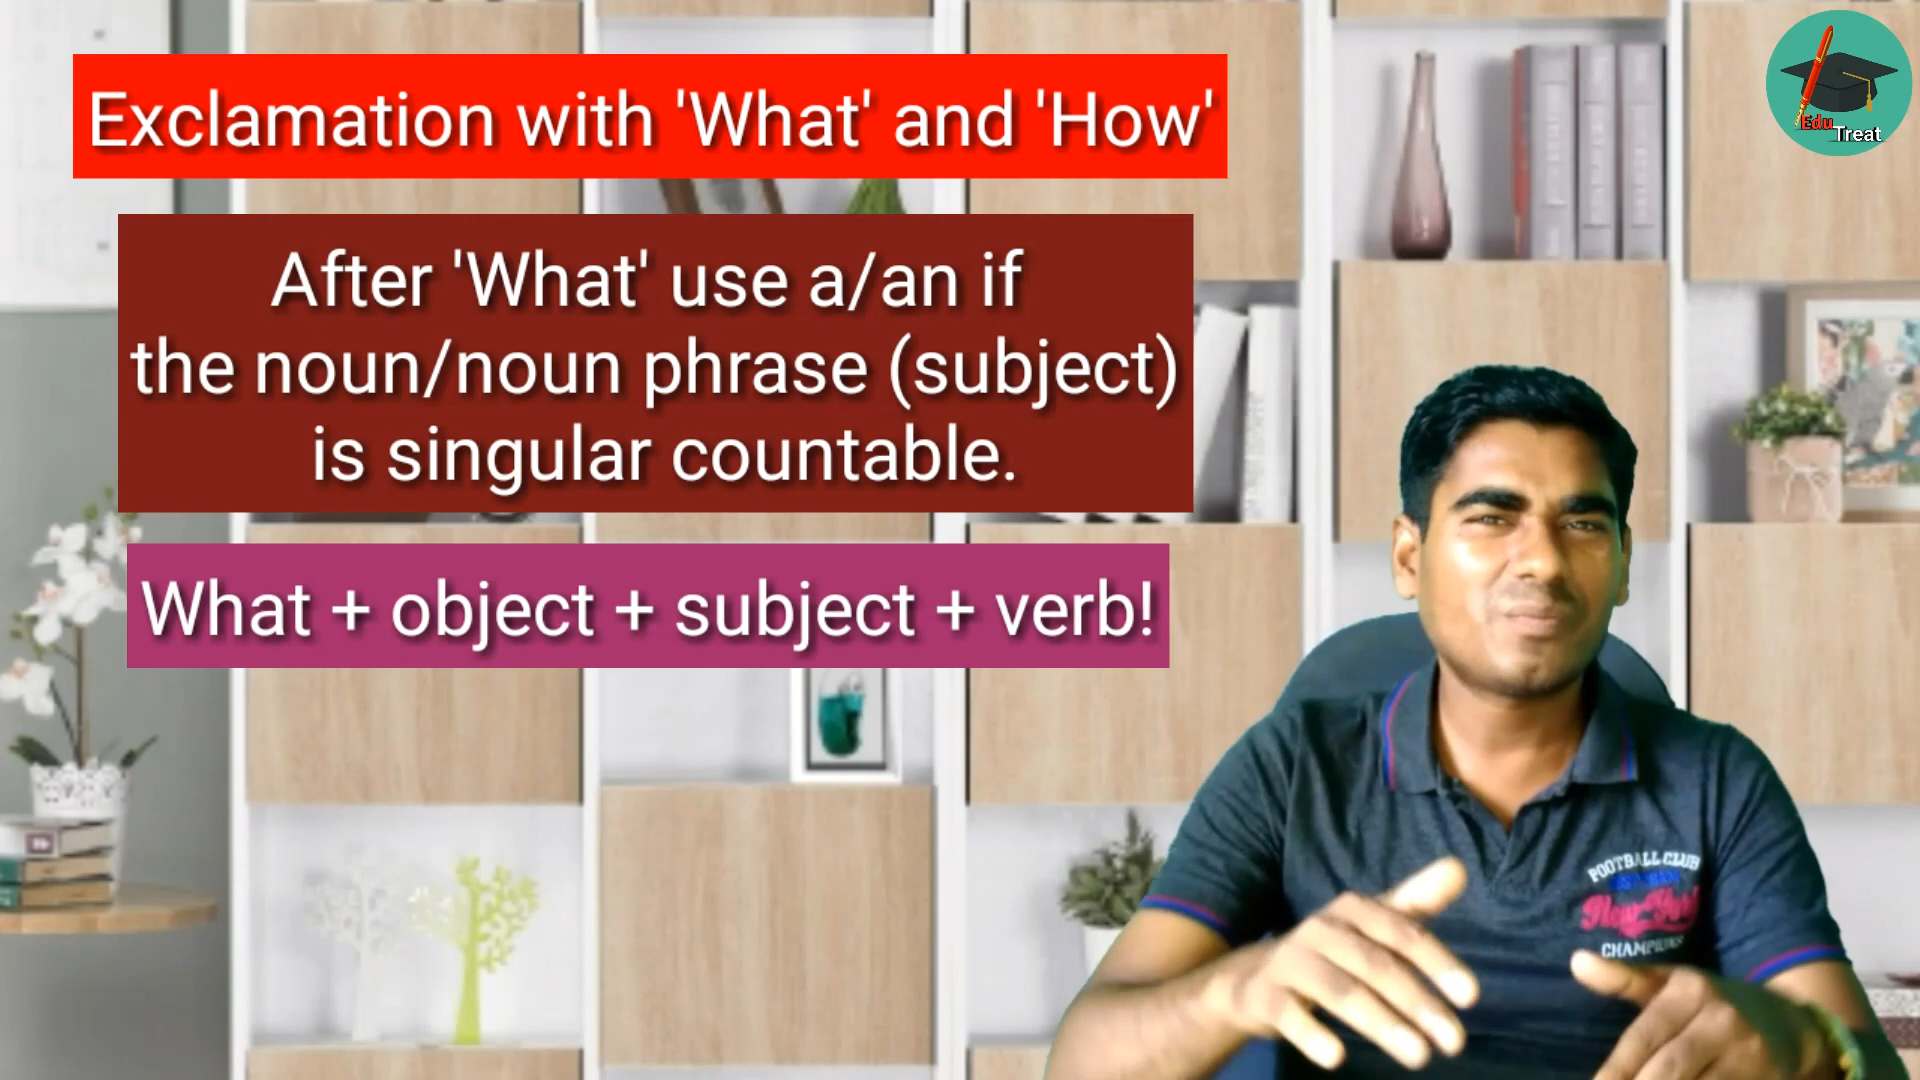 Exclamation with 'What' and 'How'
Edu
Treat
After 'What' use a/an if
the noun/noun phrase (subject)
is singular countable.
What + object + subject + verb!
FOOTBALL CLUB
CHAMPIONS